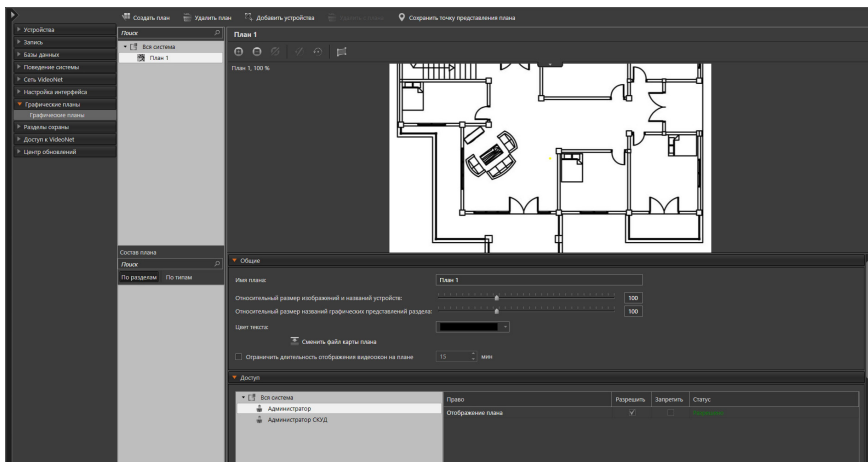 Создать план Удалить план Добавить устройства Сохранить точку представления плана
Устройства
Запись
Базы данных
Поведение системы
Сеть VideoNet
Настройка интерфейса
Графические планы
Графические планы
Разделы охраны
Доступ к VideoNet
Центр обновлений
Поиск
Вся система
План 1
Состав плана
Поиск
По разделам По типам
План 1
План 1, 100 %
Общие
Имя плана: План 1
Относительный размер изображений и названий устройств: 100
Относительный размер названий графических представлений раздела: 100
Цвет текста:
Сменить файл карты плана
Ограничить длительность отображения видеоокон на плане 15 мин
Доступ
Вся система
Администратор
Администратор СКУД
Право Разрешить Запретить Статус
Отображение плана